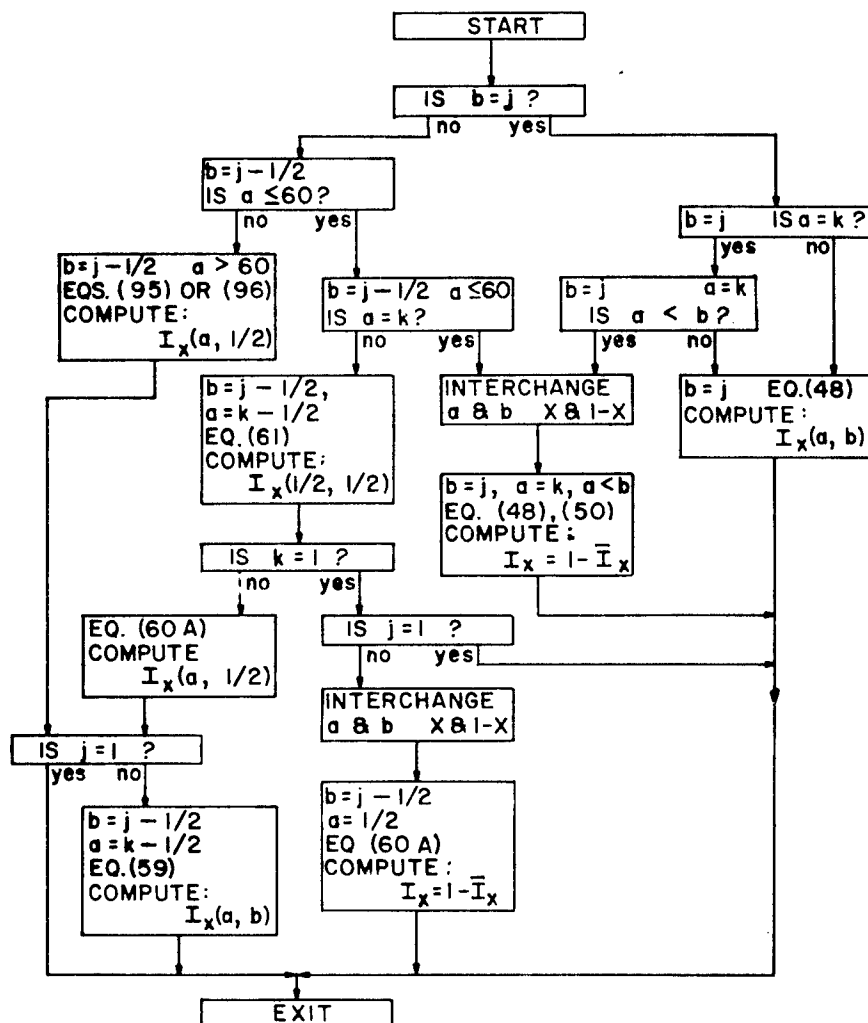 START
IS b=j ?
no yes
b=j-1/2
IS a ≤60?
no yes
b=j ISa=k?
yes no
b=j-1/2 a>60
EQS.(95) OR (96)
COMPUTE:
I_x(a, 1/2)
b=j-1/2 a≤60
IS a=k?
no yes
b=j a=k
IS a < b?
yes no
b=j-1/2,
a=k-1/2
EQ.(61)
COMPUTE:
I_x(1/2, 1/2)
INTERCHANGE
a & b X & 1-X
b=j EQ.(48)
COMPUTE:
I_x(a, b)
b=j, a=k, a<b
EQ. (48),(50)
COMPUTE:
I_x = 1-Ī_x
IS k=1 ?
no yes
EQ. (60 A)
COMPUTE
I_x(a, 1/2)
IS j=1 ?
no yes
INTERCHANGE
a & b X & 1-X
IS j=1 ?
yes no
b=j-1/2
a=k-1/2
EQ.(59)
COMPUTE:
I_x(a, b)
b=j-1/2
a=1/2
EQ (60 A)
COMPUTE:
I_x=1-Ī_x
EXIT